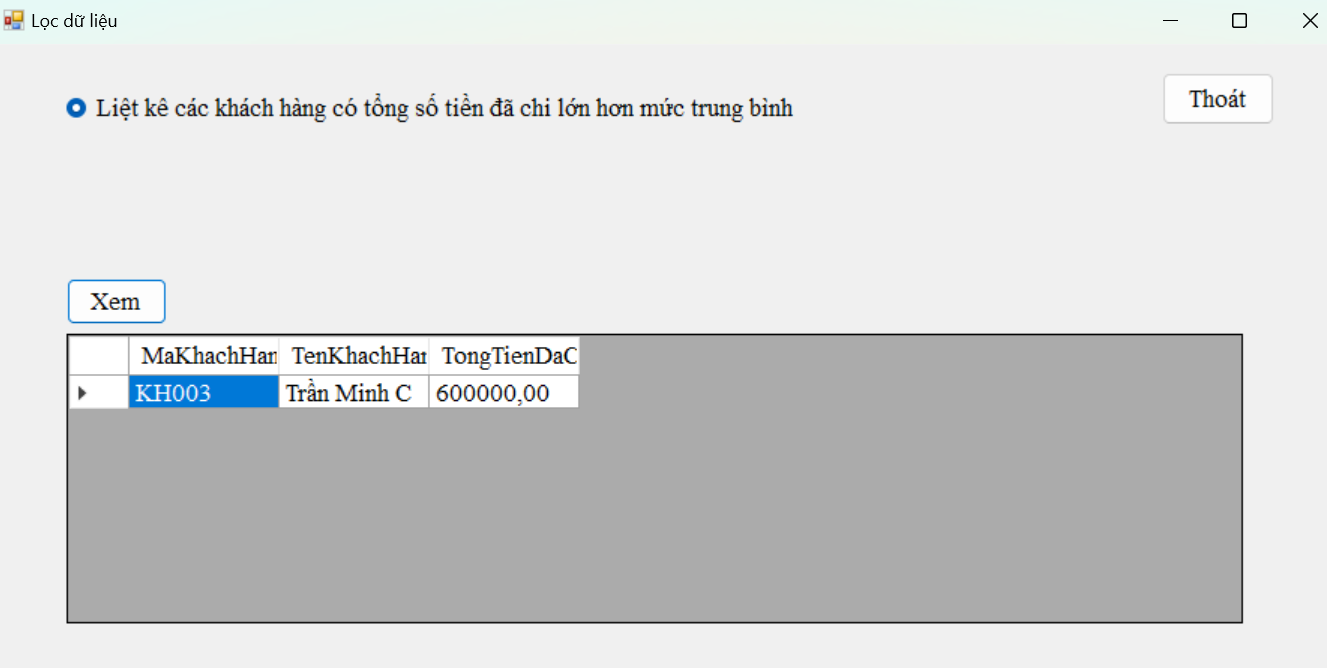 Lọc dữ liệu
Thoát
Liệt kê các khách hàng có tổng số tiền đã chi lớn hơn mức trung bình
Xem
MaKhachHan TenKhachHan TongTienDaC
KH003 Trần Minh C 600000,00